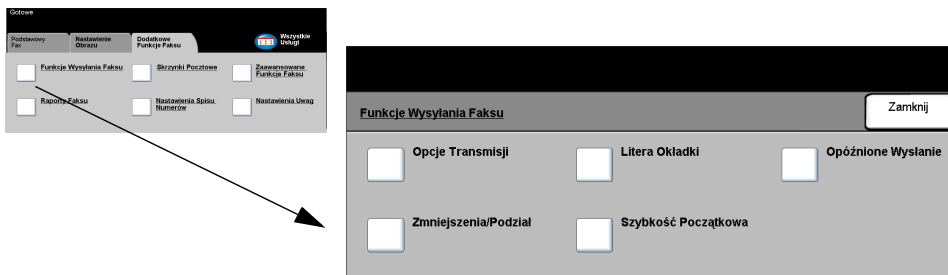 Gotowe
Podstawowy Fax
Nastawienie Obrazu
Dodatkowe Funkcje Faksu
Wszystkie Usługi
Funkcje Wysyłania Faksu
Skrzynki Pocztowe
Zaawansowane Funkcje Faksu
Raporty Faksu
Nastawienia Spisu Numerów
Nastawienia Uwag
Funkcje Wysyłania Faksu
Zamknij
Opcje Transmisji
Litera Okładki
Opóźnione Wysłanie
Zmniejszenia/Podział
Szybkość Początkowa